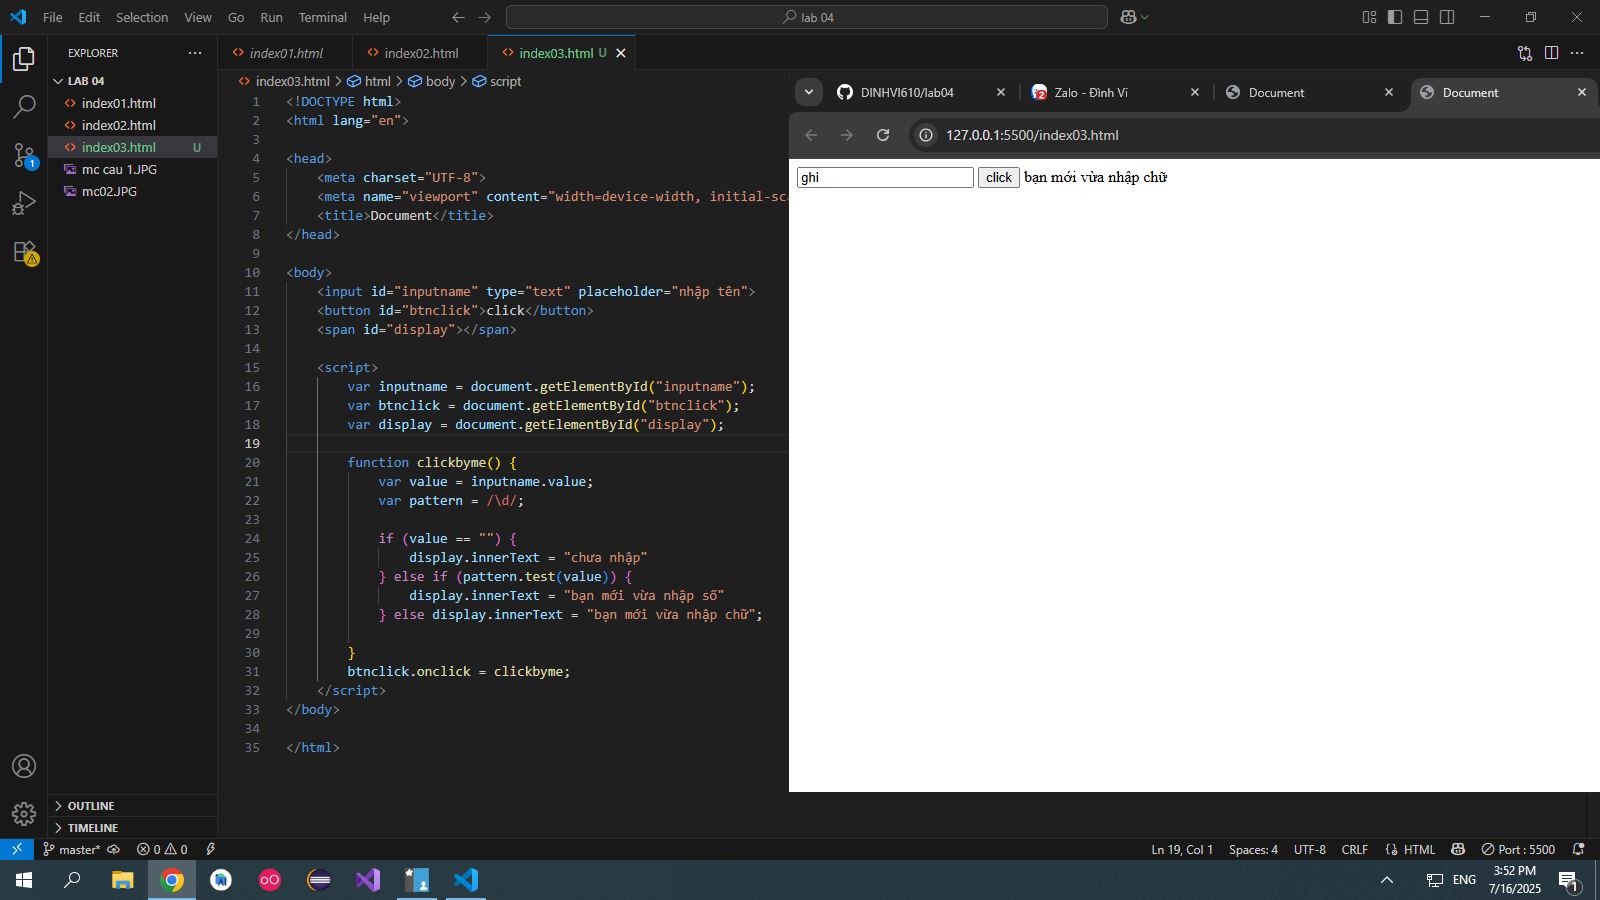 File Edit Selection View Go Run Terminal Help
lab 04
EXPLORER
LAB 04
index01.html
index02.html
index03.html U
mc cau 1.JPG
mc02.JPG
OUTLINE
TIMELINE
index01.html index02.html index03.html U
index03.html > html > body > script
1 <!DOCTYPE html>
2 <html lang="en">
3
4 <head>
5 <meta charset="UTF-8">
6 <meta name="viewport" content="width=device-width, initial-sca
7 <title>Document</title>
8 </head>
9
10 <body>
11 <input id="inputname" type="text" placeholder="nhập tên">
12 <button id="btnclick">click</button>
13 <span id="display"></span>
14
15 <script>
16 var inputname = document.getElementById("inputname");
17 var btnclick = document.getElementById("btnclick");
18 var display = document.getElementById("display");
19
20 function clickbyme() {
21 var value = inputname.value;
22 var pattern = /\d/;
23
24 if (value == "") {
25 display.innerText = "chưa nhập"
26 } else if (pattern.test(value)) {
27 display.innerText = "bạn mới vừa nhập số"
28 } else display.innerText = "bạn mới vừa nhập chữ";
29
30 }
31 btnclick.onclick = clickbyme;
32 </script>
33 </body>
34
35 </html>
DINHVI610/lab04 Zalo - Đình Vĩ Document Document
127.0.0.1:5500/index03.html
ghi click bạn mới vừa nhập chữ
master* 0 0 Ln 19, Col 1 Spaces: 4 UTF-8 CRLF HTML Port : 5500
1
2
ENG
3:52 PM
7/16/2025
1